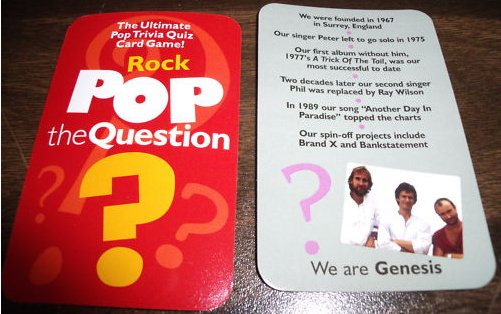 The Ultimate
Pop Trivia Quiz
Card Game!
Rock
POP
the Question
?
We were founded in 1967
in Surrey, England
Our singer Peter left to go solo in 1975
Our first album without him,
1977's A Trick Of The Tail, was our
most successful to date
Two decades later our second singer
Phil was replaced by Ray Wilson
In 1989 our song "Another Day In
Paradise" topped the charts
Our spin-off projects include
Brand X and Bankstatement
?
We are Genesis